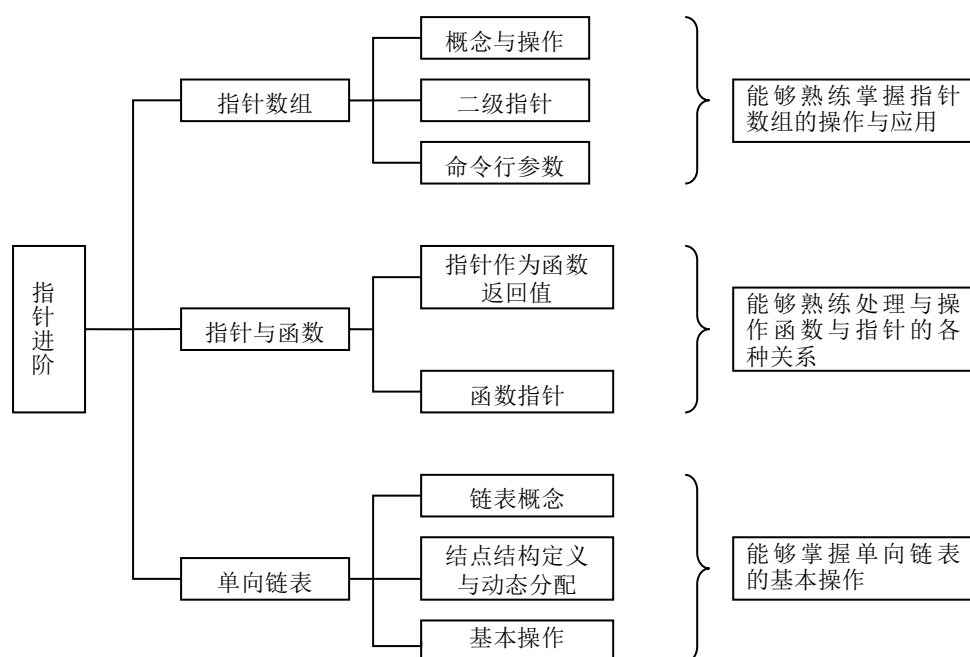 指针进阶
指针数组
概念与操作
二级指针
命令行参数
能够熟练掌握指针
数组的操作与应用
指针与函数
指针作为函数
返回值
函数指针
能够熟练处理与操
作函数与指针的各
种关系
单向链表
链表概念
结点结构定义
与动态分配
基本操作
能够掌握单向链表
的基本操作